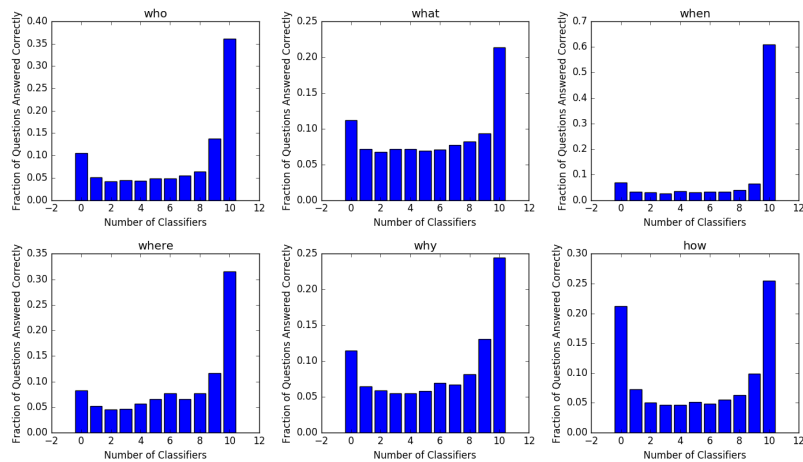 who
Fraction of Questions Answered Correctly
0.40
0.35
0.30
0.25
0.20
0.15
0.10
0.05
0.00
−2 0 2 4 6 8 10 12
Number of Classifiers
what
Fraction of Questions Answered Correctly
0.25
0.20
0.15
0.10
0.05
0.00
−2 0 2 4 6 8 10 12
Number of Classifiers
when
Fraction of Questions Answered Correctly
0.7
0.6
0.5
0.4
0.3
0.2
0.1
0.0
−2 0 2 4 6 8 10 12
Number of Classifiers
where
Fraction of Questions Answered Correctly
0.35
0.30
0.25
0.20
0.15
0.10
0.05
0.00
−2 0 2 4 6 8 10 12
Number of Classifiers
why
Fraction of Questions Answered Correctly
0.25
0.20
0.15
0.10
0.05
0.00
−2 0 2 4 6 8 10 12
Number of Classifiers
how
Fraction of Questions Answered Correctly
0.30
0.25
0.20
0.15
0.10
0.05
0.00
−2 0 2 4 6 8 10 12
Number of Classifiers